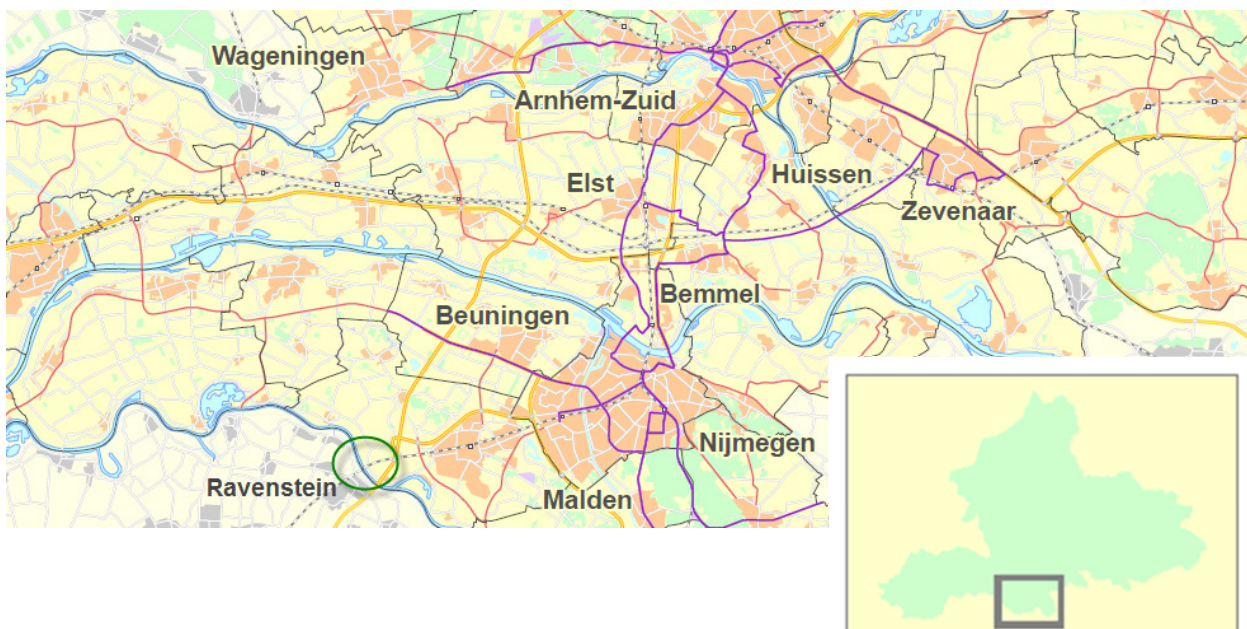 Wageningen
Arnhem-Zuid
Elst
Huissen
Zevenaar
Bemmel
Beuningen
Nijmegen
Ravenstein
Malden